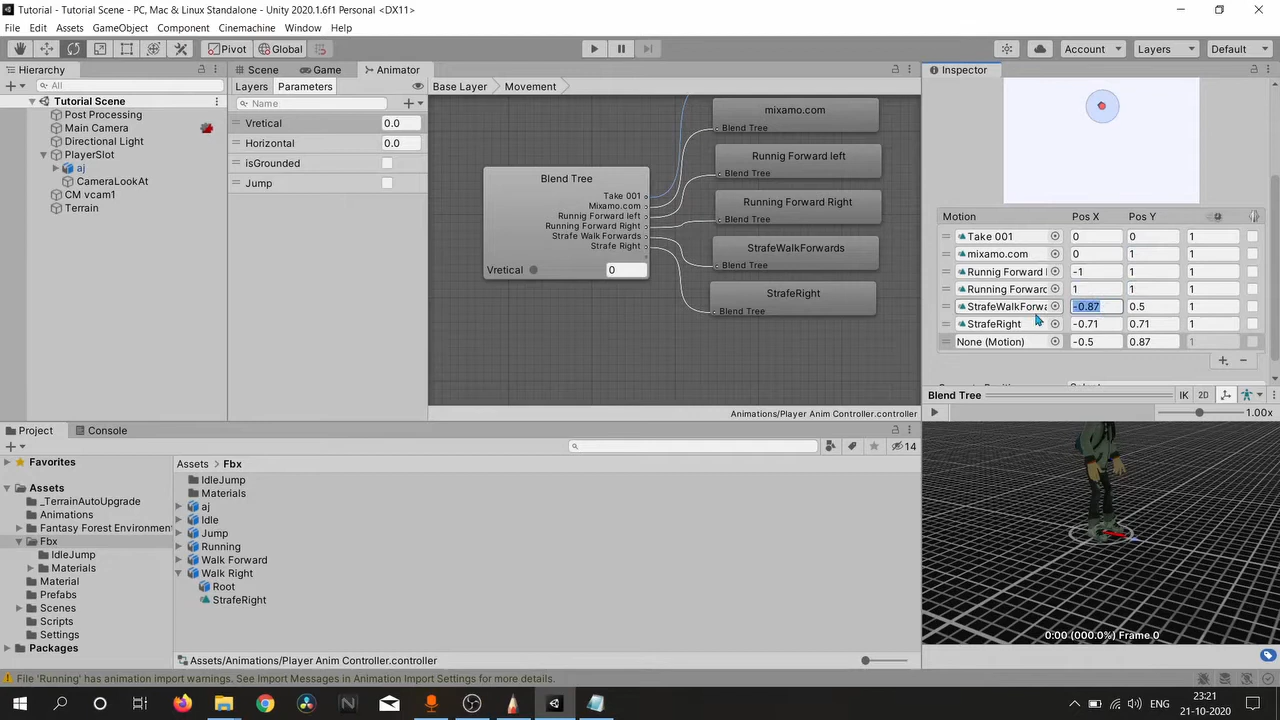 Tutorial - Tutorial Scene - PC, Mac & Linux Standalone - Unity 2020.1.6f1 Personal <DX11>
File Edit Assets GameObject Component Cinemachine Window Help
Pivot Global Account Layers Default
Hierarchy
All
Tutorial Scene
Post Processing
Main Camera
Directional Light
PlayerSlot
aj
CameraLookAt
CM vcam1
Terrain
Scene Game Animator
Layers Parameters
Base Layer Movement
Name
Vretical 0.0
Horizontal 0.0
isGrounded
Jump
Blend Tree
Take 001
Mixamo.com
Runnig Forward left
Running Forward Right
Strafe Walk Forwards
Strafe Right
Vretical 0
mixamo.com
Blend Tree
Runnig Forward left
Blend Tree
Running Forward Right
Blend Tree
StrafeWalkForwards
Blend Tree
StrafeRight
Blend Tree
Animations/Player Anim Controller.controller
Inspector
Motion Pos X Pos Y
Take 001 0 0 1
mixamo.com 0 1 1
Runnig Forward -1 1 1
Running Forward 1 1 1
StrafeWalkForwa -0.87 0.5 1
StrafeRight -0.71 0.71 1
None (Motion) -0.5 0.87 1
Blend Tree IK 2D
1.00x
0:00 (000.0%) Frame 0
Project Console
14
Favorites
Assets
_TerrainAutoUpgrade
Animations
Fantasy Forest Environmen
Fbx
IdleJump
Materials
Material
Prefabs
Scenes
Scripts
Settings
Packages
Assets Fbx
IdleJump
Materials
aj
Idle
Jump
Running
Walk Forward
Walk Right
Root
StrafeRight
Assets/Animations/Player Anim Controller.controller
File 'Running' has animation import warnings. See Import Messages in Animation Import Settings for more details.
ENG
23:21
21-10-2020